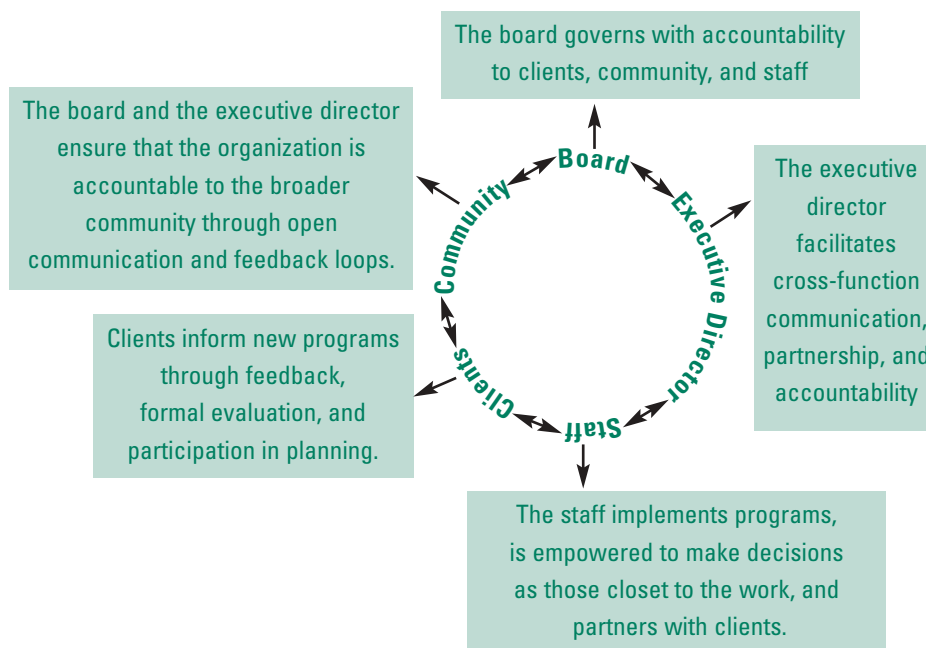 The board governs with accountability
to clients, community, and staff
The board and the executive director
ensure that the organization is
accountable to the broader
community through open
communication and feedback loops.
The executive
director
facilitates
cross-function
communication,
partnership, and
accountability
Clients inform new programs
through feedback,
formal evaluation, and
participation in planning.
The staff implements programs,
is empowered to make decisions
as those closet to the work, and
partners with clients.
Board
Executive Director
Staff
Clients
Community